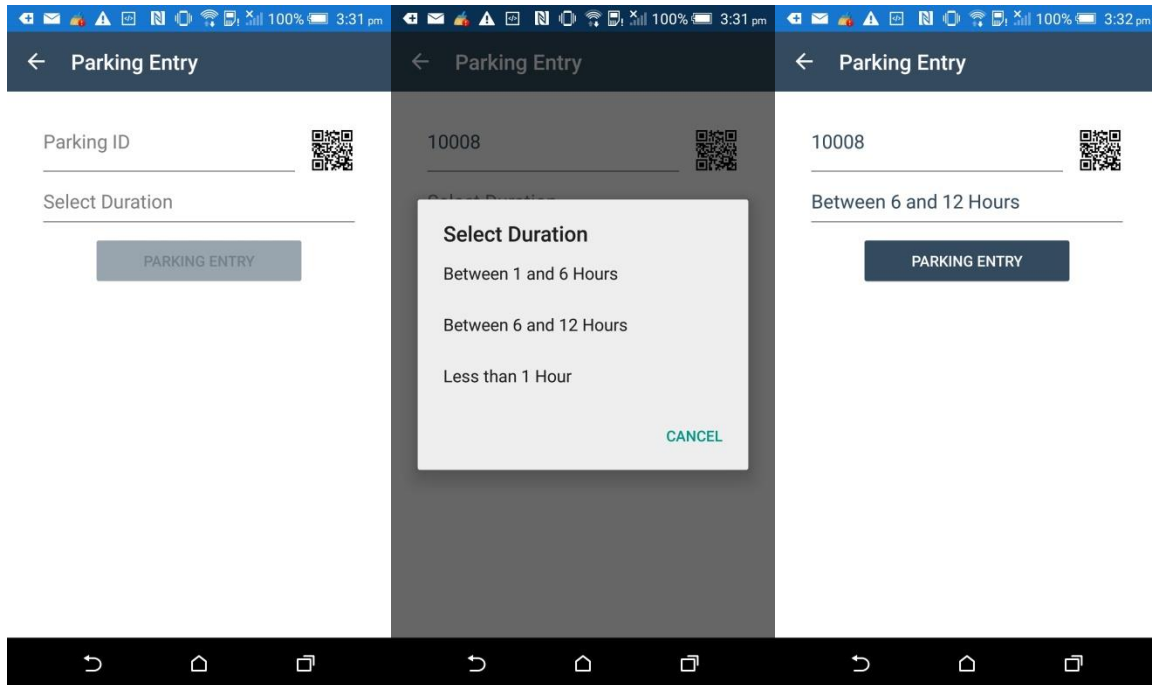 100% 3:31 pm
Parking Entry
Parking ID
Select Duration
PARKING ENTRY
100% 3:31 pm
Parking Entry
10008
Select Duration
Select Duration
Between 1 and 6 Hours
Between 6 and 12 Hours
Less than 1 Hour
CANCEL
100% 3:32 pm
Parking Entry
10008
Between 6 and 12 Hours
PARKING ENTRY